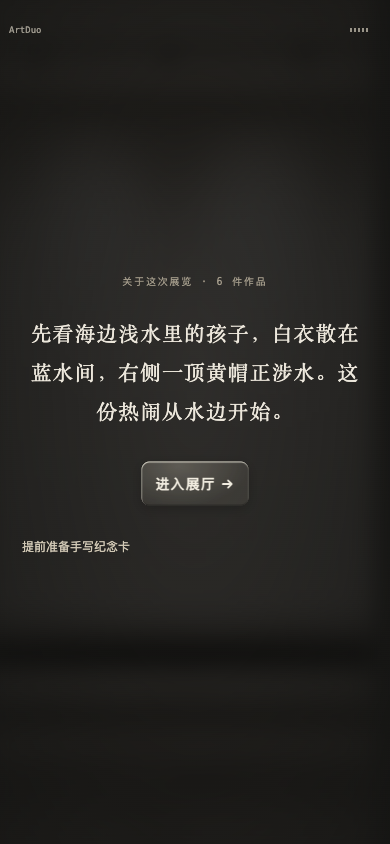 ArtDuo
关于这次展览 · 6 件作品
先看海边浅水里的孩子，白衣散在
蓝水间，右侧一顶黄帽正涉水。这
份热闹从水边开始。
进入展厅 →
提前准备手写纪念卡